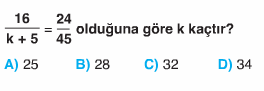 16/(k + 5) = 24/45 olduğuna göre k kaçtır?
A) 25 B) 28 C) 32 D) 34